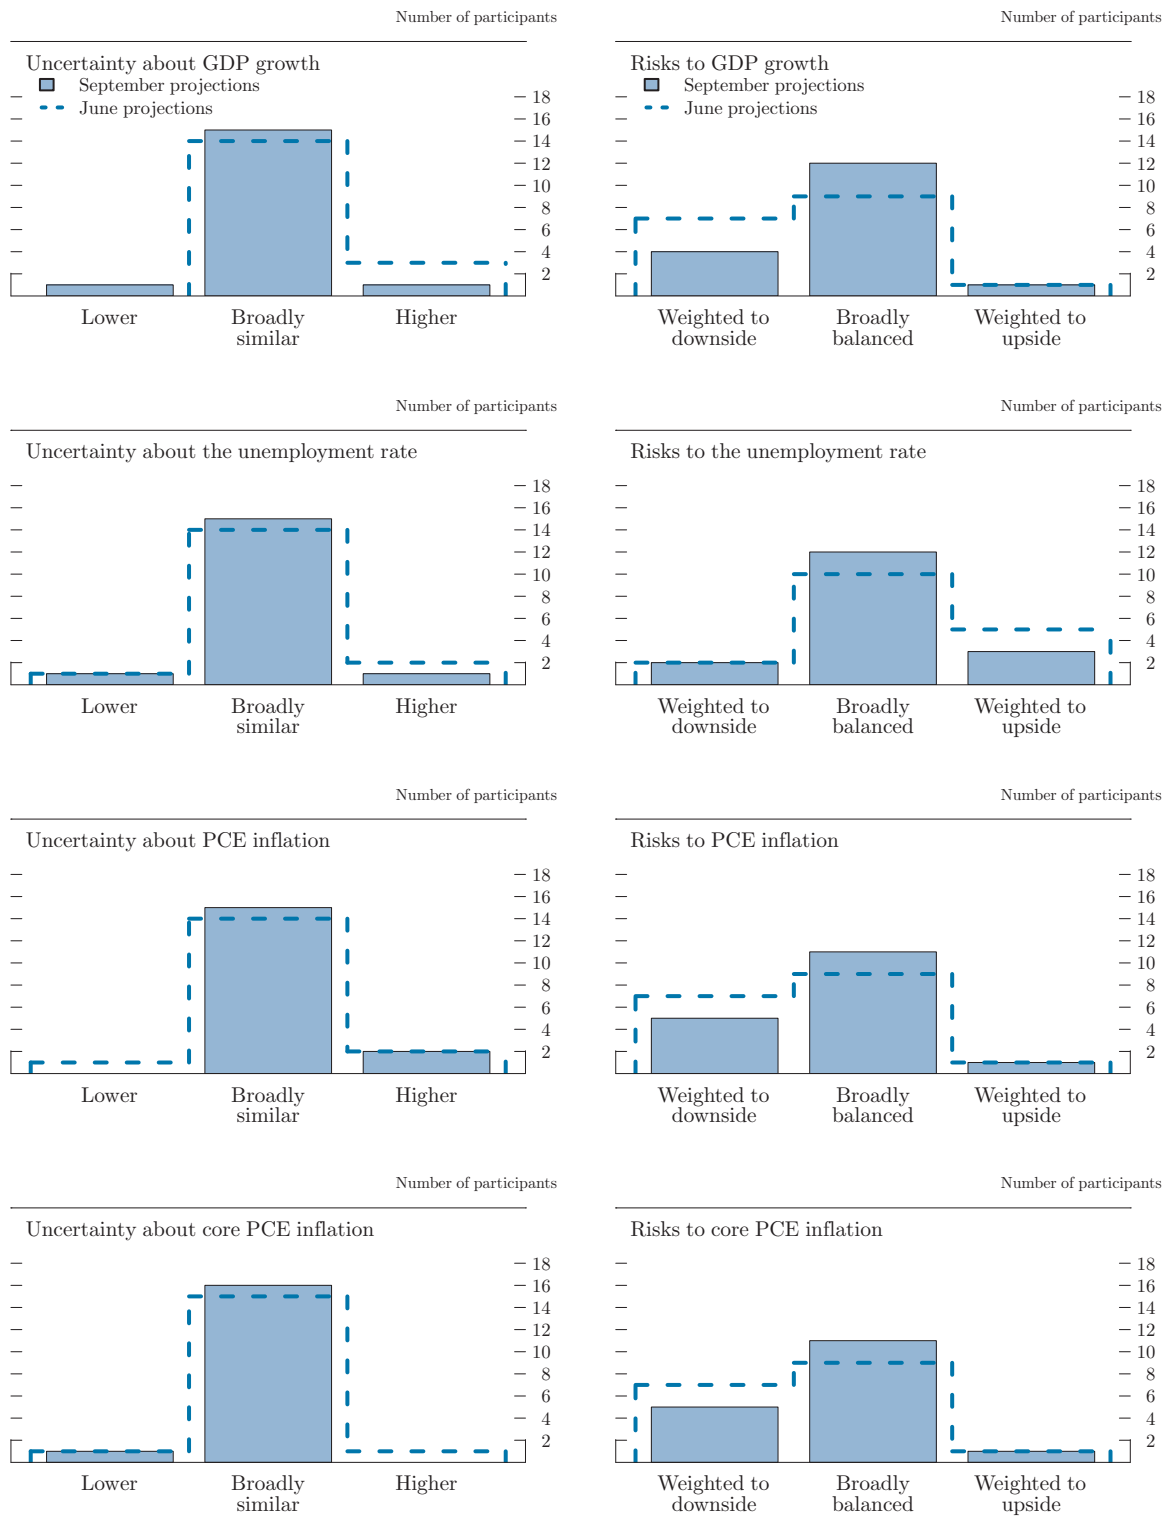 Number of participants
Uncertainty about GDP growth
September projections
June projections
18
16
14
12
10
8
6
4
2
Lower
Broadly
similar
Higher
Number of participants
Risks to GDP growth
September projections
June projections
18
16
14
12
10
8
6
4
2
Weighted to
downside
Broadly
balanced
Weighted to
upside
Number of participants
Uncertainty about the unemployment rate
18
16
14
12
10
8
6
4
2
Lower
Broadly
similar
Higher
Number of participants
Risks to the unemployment rate
18
16
14
12
10
8
6
4
2
Weighted to
downside
Broadly
balanced
Weighted to
upside
Number of participants
Uncertainty about PCE inflation
18
16
14
12
10
8
6
4
2
Lower
Broadly
similar
Higher
Number of participants
Risks to PCE inflation
18
16
14
12
10
8
6
4
2
Weighted to
downside
Broadly
balanced
Weighted to
upside
Number of participants
Uncertainty about core PCE inflation
18
16
14
12
10
8
6
4
2
Lower
Broadly
similar
Higher
Number of participants
Risks to core PCE inflation
18
16
14
12
10
8
6
4
2
Weighted to
downside
Broadly
balanced
Weighted to
upside